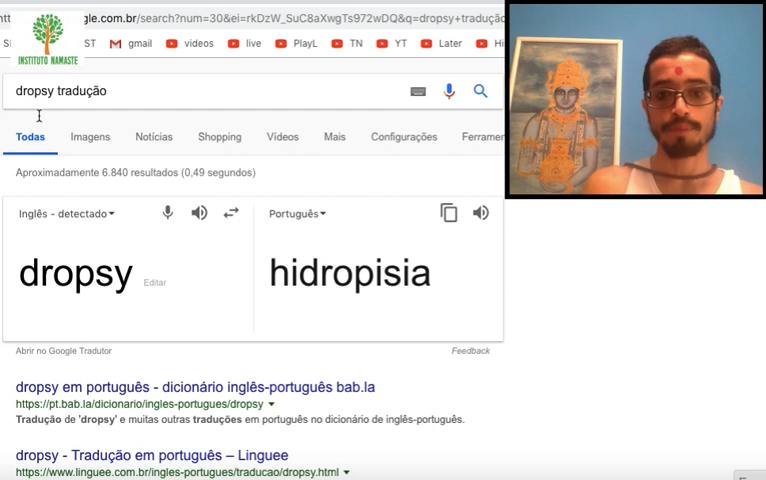 gle.com.br/search?num=30&ei=rkDzW_SuC8aXwgTs972wDQ&q=dropsy+tradução
ST gmail videos live PlayL TN YT Later Hi
INSTITUTO NAMASTE
dropsy tradução
Todas Imagens Notícias Shopping Vídeos Mais Configurações Ferramen
Aproximadamente 6.840 resultados (0,49 segundos)
Inglês - detectado Português
dropsy Editar hidropisia
Abrir no Google Tradutor Feedback
dropsy em português - dicionário inglês-português bab.la
https://pt.bab.la/dicionario/ingles-portugues/dropsy
Tradução de 'dropsy' e muitas outras traduções em português no dicionário de inglês-português.
dropsy - Tradução em português – Linguee
https://www.linguee.com.br/ingles-portugues/traducao/dropsy.html